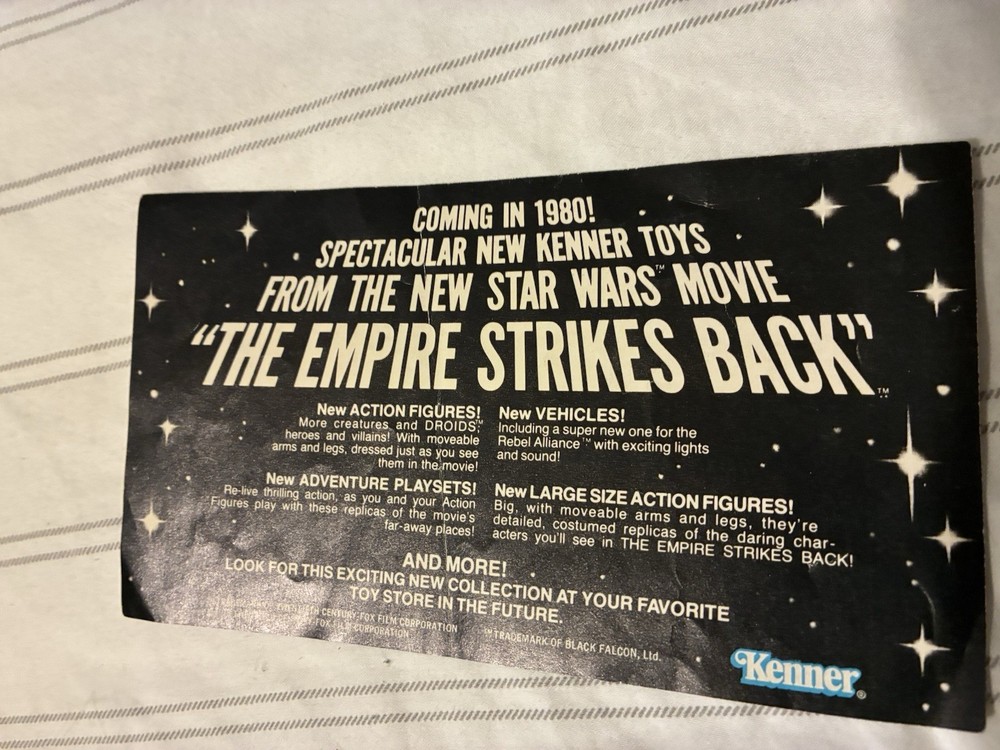 COMING IN 1980!
SPECTACULAR NEW KENNER TOYS
FROM THE NEW STAR WARS™ MOVIE
“THE EMPIRE STRIKES BACK”™
New ACTION FIGURES!
More creatures and DROIDS,™
heroes and villains! With moveable
arms and legs, dressed just as you see
them in the movie!
New VEHICLES!
Including a super new one for the
Rebel Alliance™ with exciting lights
and sound!
New ADVENTURE PLAYSETS!
Re-live thrilling action, as you and your Action
Figures play with these replicas of the movie's
far-away places!
New LARGE SIZE ACTION FIGURES!
Big, with moveable arms and legs, they're
detailed, costumed replicas of the daring char-
acters you'll see in THE EMPIRE STRIKES BACK!
AND MORE!
LOOK FOR THIS EXCITING NEW COLLECTION AT YOUR FAVORITE
TOY STORE IN THE FUTURE.
CENTURY-FOX FILM CORPORATION
-FOX FILM CORPORATION
™TRADEMARK OF BLACK FALCON, Ltd.
Kenner®